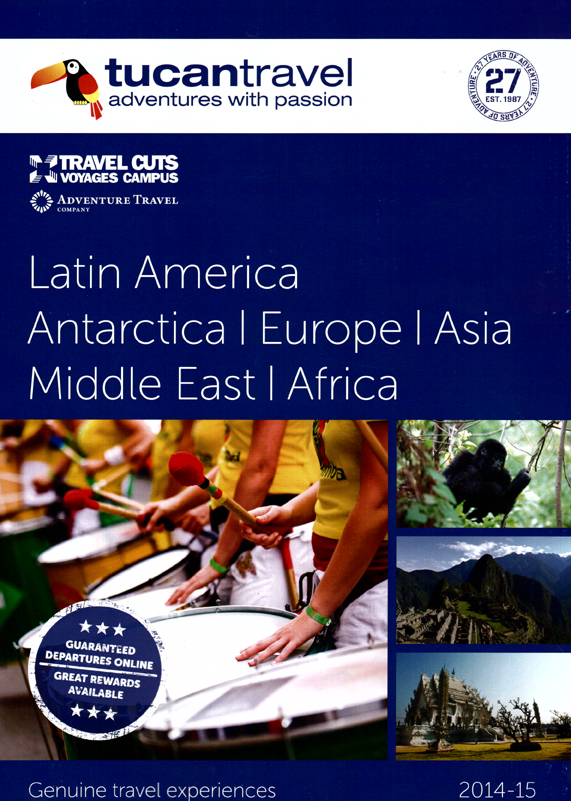 tucantravel
adventures with passion
27 YEARS OF ADVENTURE
27
EST. 1987
27 YEARS OF ADVENTURE
TRAVEL CUTS
VOYAGES CAMPUS
ADVENTURE TRAVEL
COMPANY
Latin America
Antarctica | Europe | Asia
Middle East | Africa
GUARANTEED
DEPARTURES ONLINE
GREAT REWARDS
AVAILABLE
Genuine travel experiences
2014-15